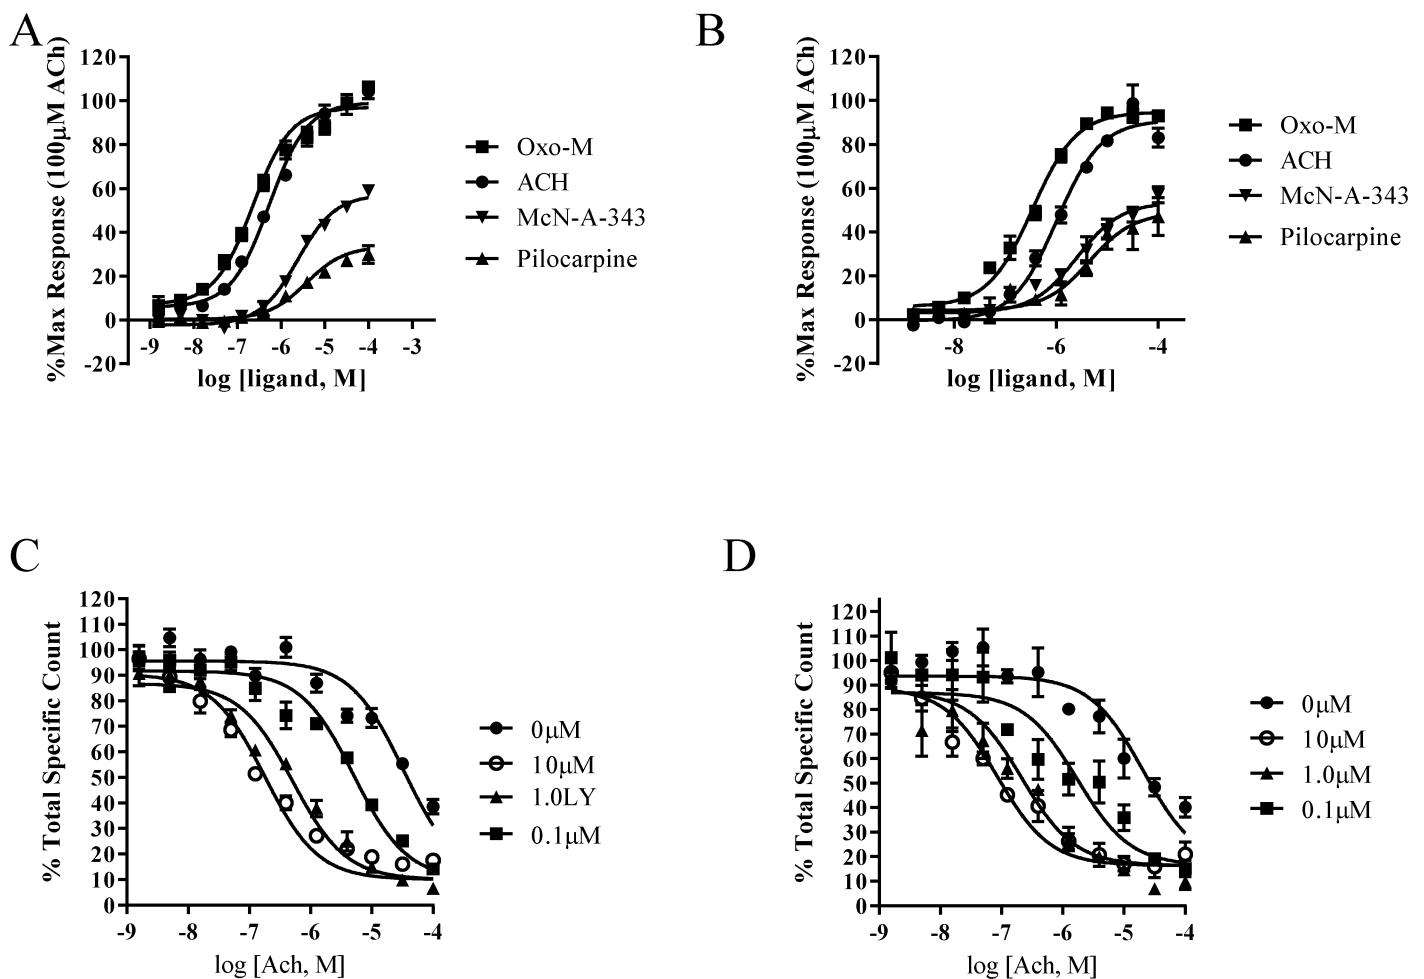 A
%Max Response (100μM ACh)
120
100
80
60
40
20
0
-20
-9 -8 -7 -6 -5 -4 -3
log [ligand, M]
Oxo-M
ACH
McN-A-343
Pilocarpine
B
%Max Response (100μM ACh)
120
100
80
60
40
20
0
-20
-8 -6 -4
log [ligand, M]
Oxo-M
ACH
McN-A-343
Pilocarpine
C
% Total Specific Count
120
110
100
90
80
70
60
50
40
30
20
10
0
-9 -8 -7 -6 -5 -4
log [Ach, M]
0μM
10μM
1.0LY
0.1μM
D
% Total Specific Count
120
110
100
90
80
70
60
50
40
30
20
10
0
-9 -8 -7 -6 -5 -4
log [Ach, M]
0μM
10μM
1.0μM
0.1μM